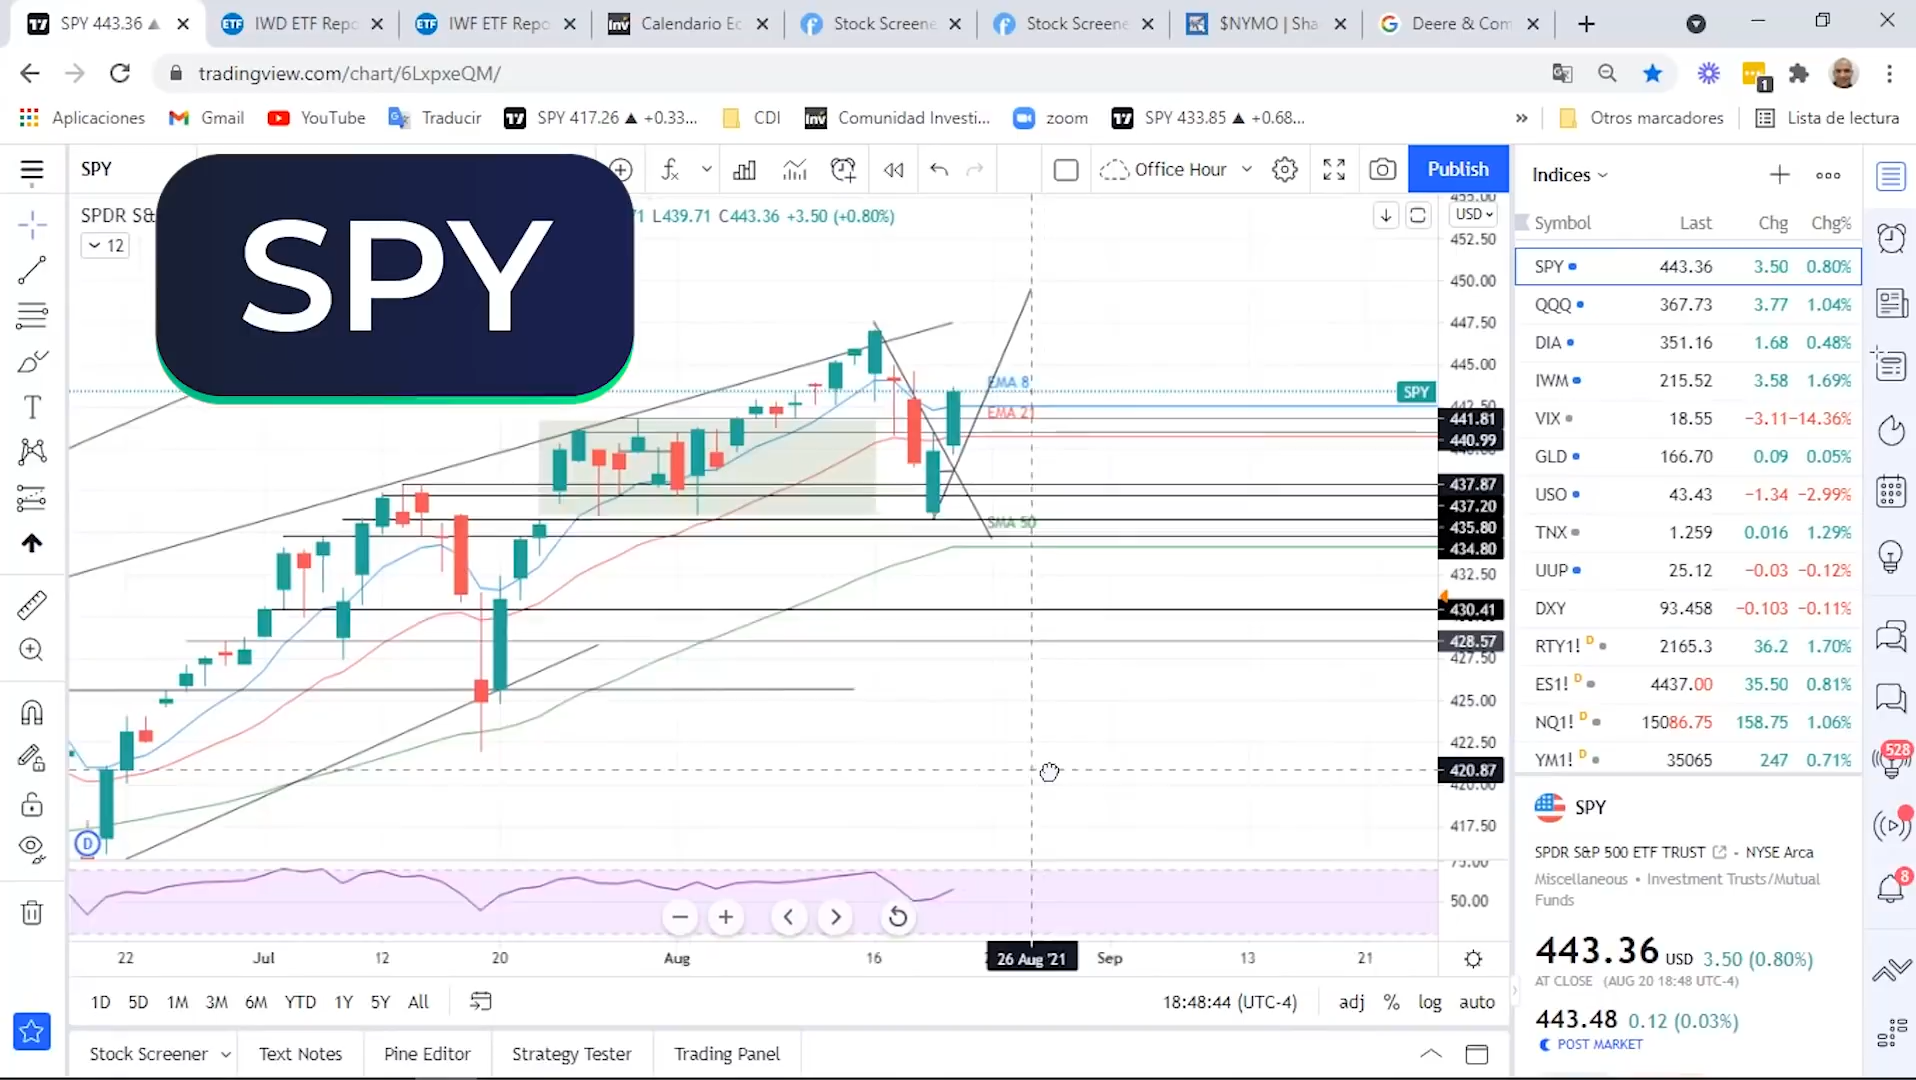 SPY 443.36 ▲
IWD ETF Repo
IWF ETF Repo
Calendario Ec
Stock Screene
Stock Screene
$NYMO | Sha
Deere & Com
tradingview.com/chart/6LxpxeQM/
1
Aplicaciones
Gmail
YouTube
Traducir
SPY 417.26 ▲ +0.33...
CDI
Comunidad Investi...
zoom
SPY 433.85 ▲ +0.68...
»
Otros marcadores
Lista de lectura
SPY
Office Hour
Publish
SPY
SPDR S&
71 L439.71 C443.36 +3.50 (+0.80%)
12
USD
455.00
452.50
450.00
447.50
445.00
442.50
441.81
440.99
437.87
437.20
435.80
434.80
432.50
430.41
428.57
427.50
425.00
422.50
420.87
420.00
417.50
75.00
50.00
SPY
EMA 8
EMA 21
SMA 50
D
22
Jul
12
20
Aug
16
26 Aug '21
Sep
13
21
1D 5D 1M 3M 6M YTD 1Y 5Y All
18:48:44 (UTC-4)
adj % log auto
Stock Screener
Text Notes
Pine Editor
Strategy Tester
Trading Panel
Indices
Symbol Last Chg Chg%
SPY 443.36 3.50 0.80%
QQQ 367.73 3.77 1.04%
DIA 351.16 1.68 0.48%
IWM 215.52 3.58 1.69%
VIX 18.55 −3.11 −14.36%
GLD 166.70 0.09 0.05%
USO 43.43 −1.34 −2.99%
TNX 1.259 0.016 1.29%
UUP 25.12 −0.03 −0.12%
DXY 93.458 −0.103 −0.11%
RTY1! D 2165.3 36.2 1.70%
ES1! D 4437.00 35.50 0.81%
NQ1! D 15086.75 158.75 1.06%
YM1! D 35065 247 0.71%
SPY
SPDR S&P 500 ETF TRUST - NYSE Arca
Miscellaneous • Investment Trusts/Mutual
Funds
443.36 USD 3.50 (0.80%)
AT CLOSE (AUG 20 18:48 UTC-4)
443.48 0.12 (0.03%)
POST MARKET
528
8